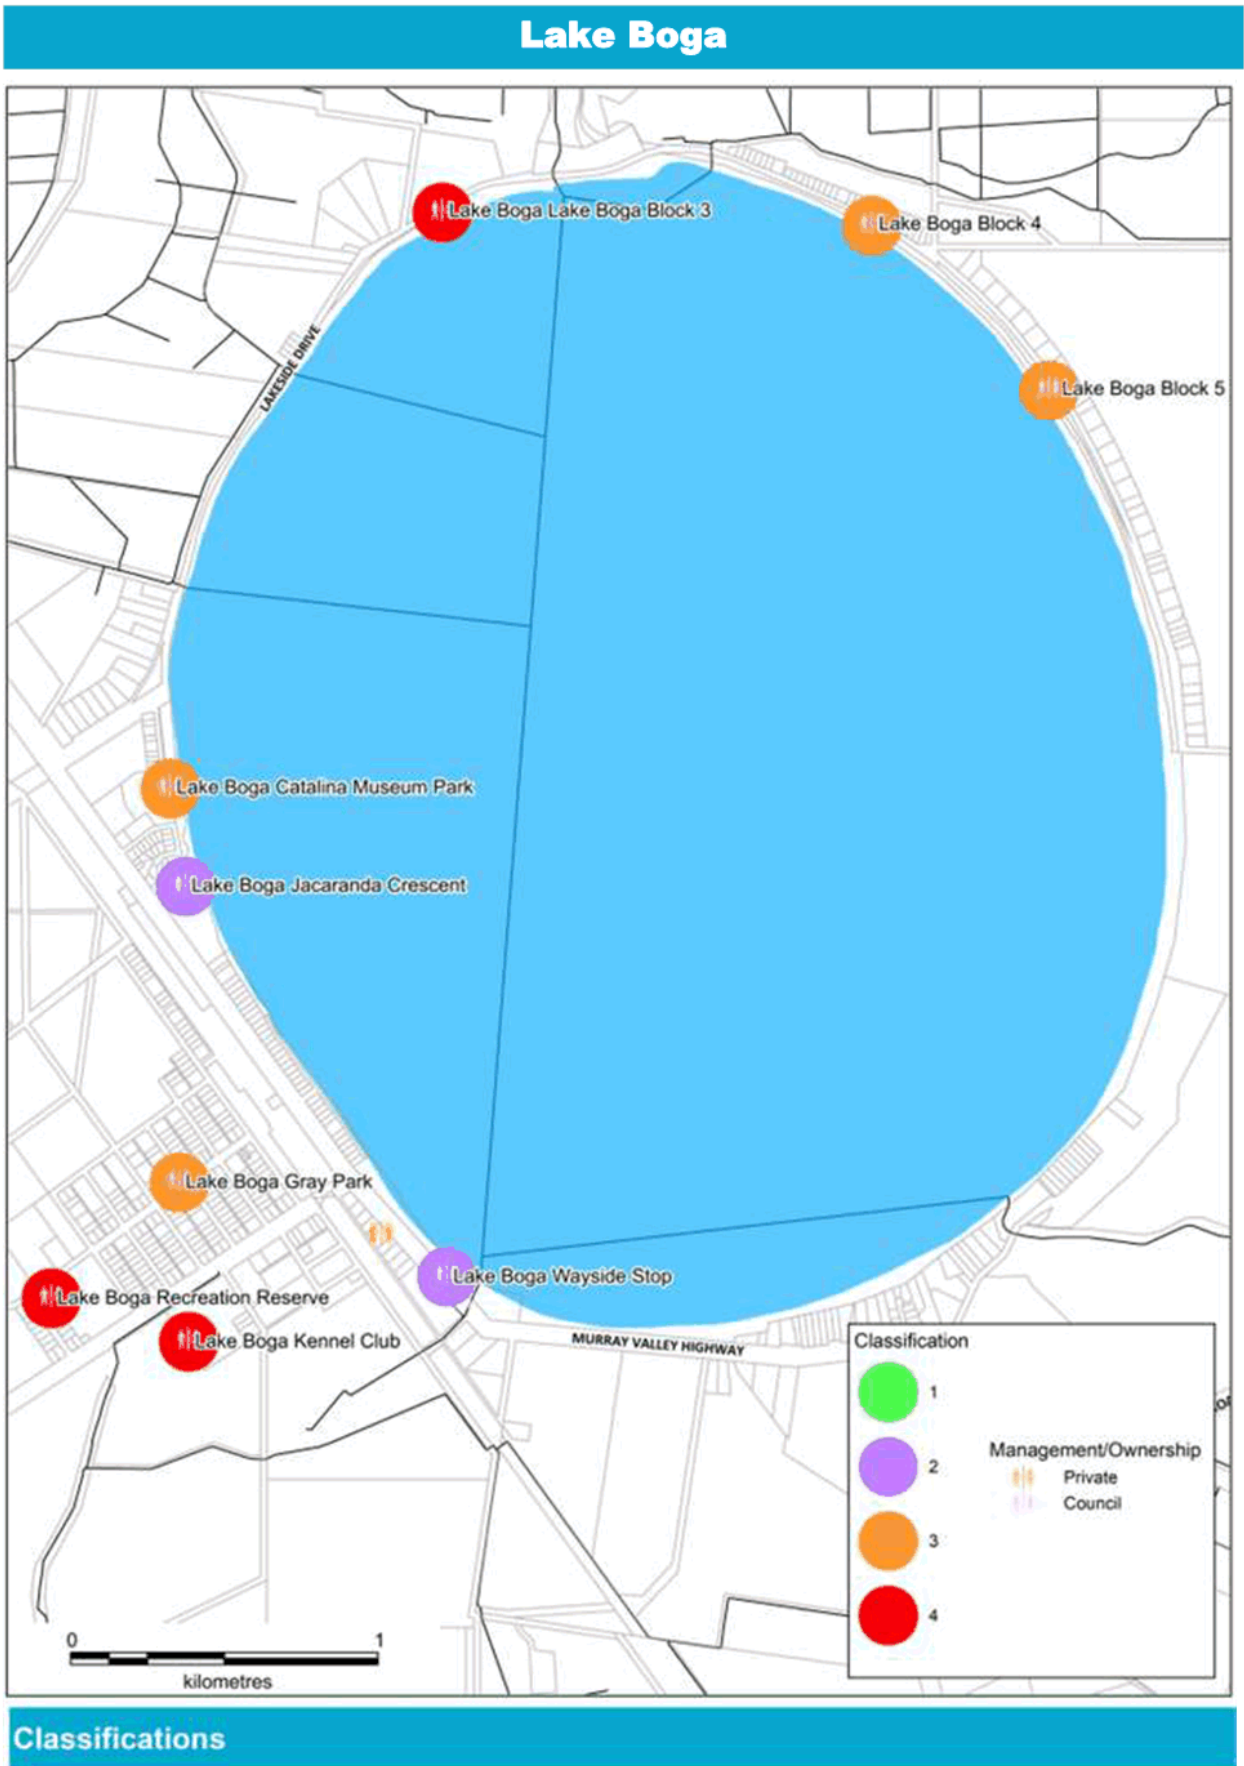 Lake Boga
Lake Boga Lake Boga Block 3
Lake Boga Block 4
Lake Boga Block 5
LAKESIDE DRIVE
Lake Boga Catalina Museum Park
Lake Boga Jacaranda Crescent
Lake Boga Gray Park
Lake Boga Wayside Stop
Lake Boga Recreation Reserve
Lake Boga Kennel Club
MURRAY VALLEY HIGHWAY
Classification
1
2
3
4
Management/Ownership
Private
Council
0 1
kilometres
Classifications